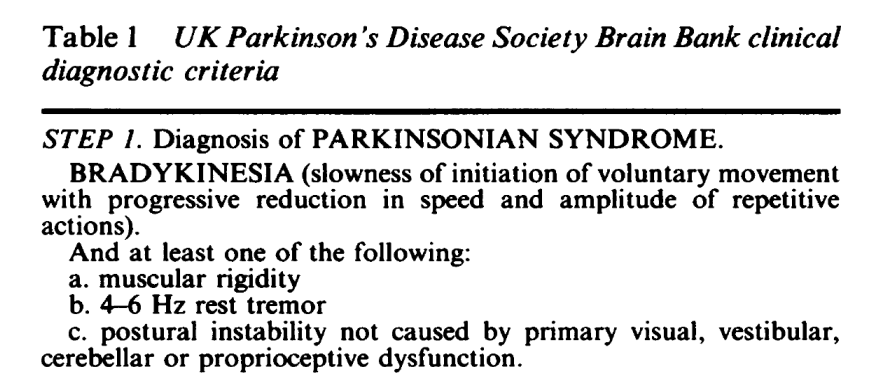 Table 1 UK Parkinson's Disease Society Brain Bank clinical
diagnostic criteria
STEP 1. Diagnosis of PARKINSONIAN SYNDROME.
BRADYKINESIA (slowness of initiation of voluntary movement
with progressive reduction in speed and amplitude of repetitive
actions).
And at least one of the following:
a. muscular rigidity
b. 4–6 Hz rest tremor
c. postural instability not caused by primary visual, vestibular,
cerebellar or proprioceptive dysfunction.